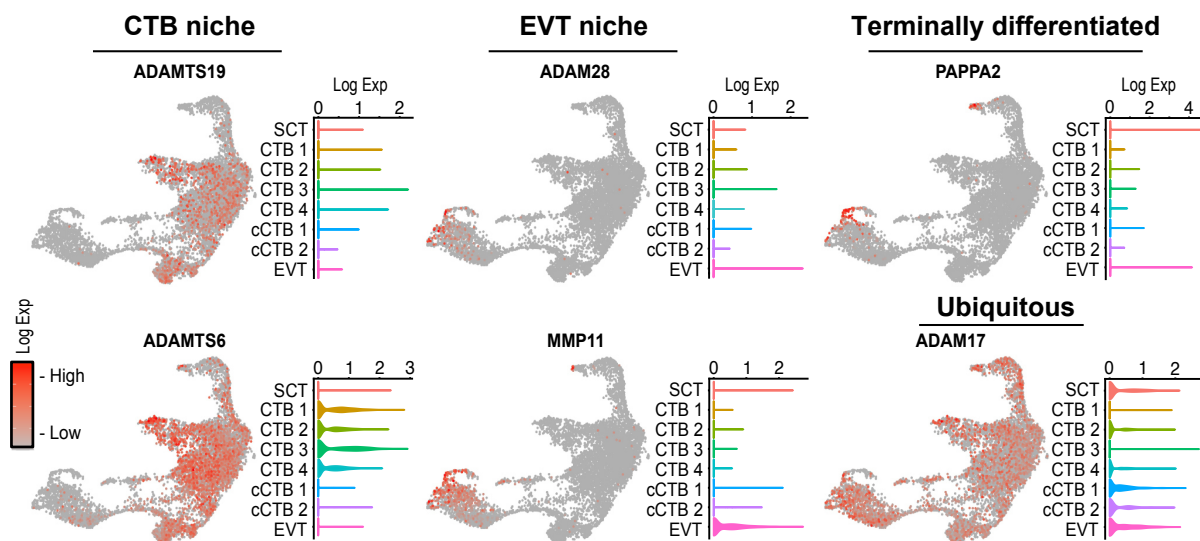 CTB niche
EVT niche
Terminally differentiated
ADAMTS19
Log Exp
0 1 2
SCT
CTB 1
CTB 2
CTB 3
CTB 4
cCTB 1
cCTB 2
EVT
ADAM28
Log Exp
0 1 2
SCT
CTB 1
CTB 2
CTB 3
CTB 4
cCTB 1
cCTB 2
EVT
PAPPA2
Log Exp
0 2 4
SCT
CTB 1
CTB 2
CTB 3
CTB 4
cCTB 1
cCTB 2
EVT
Ubiquitous
Log Exp
- High
- Low
ADAMTS6
0 1 2 3
SCT
CTB 1
CTB 2
CTB 3
CTB 4
cCTB 1
cCTB 2
EVT
MMP11
0 1 2
SCT
CTB 1
CTB 2
CTB 3
CTB 4
cCTB 1
cCTB 2
EVT
ADAM17
0 1 2
SCT
CTB 1
CTB 2
CTB 3
CTB 4
cCTB 1
cCTB 2
EVT